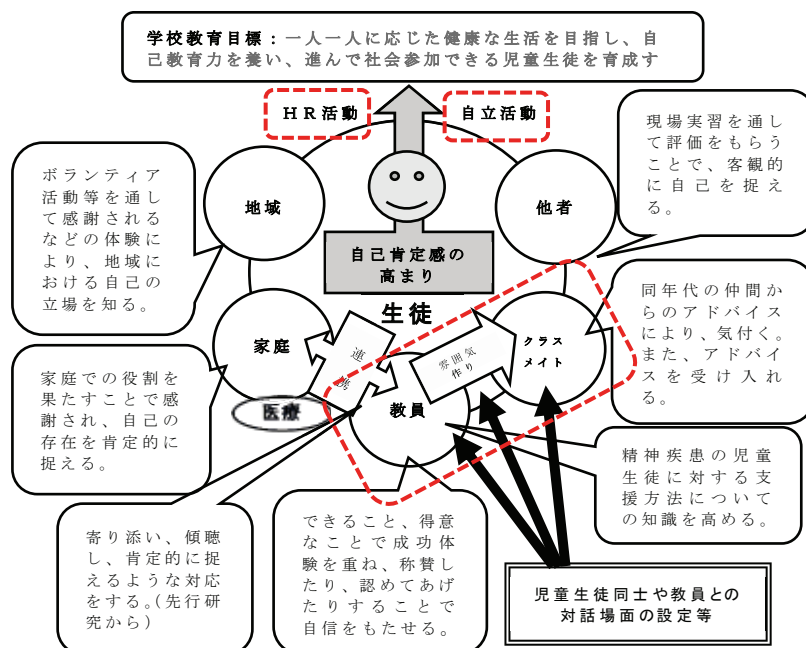 学校教育目標：一人一人に応じた健康な生活を目指し、自
己教育力を養い、進んで社会参加できる児童生徒を育成す
HR活動
自立活動
現場実習を通し
て評価をもらう
ことで、客観的
に自己を捉え
る。
ボランティア
活動等を通し
て感謝される
などの体験に
より、地域に
おける自己の
立場を知る。
地域
他者
自己肯定感の
高まり
生徒
同年代の仲間か
らのアドバイス
により、気付く。
また、アドバイ
スを受け入れ
る。
家庭
連携
雰囲気
作り
クラス
メイト
家庭での役割を
果たすことで感
謝され、自己の
存在を肯定的に
捉える。
医療
教員
精神疾患の児童
生徒に対する支
援方法について
の知識を高める。
寄り添い、傾聴
し、肯定的に捉
えるような対応
をする。(先行研
究から)
できること、得意
なことで成功体
験を重ね、称賛し
たり、認めてあげ
たりすることで
自信をもたせる。
児童生徒同士や教員との
対話場面の設定等